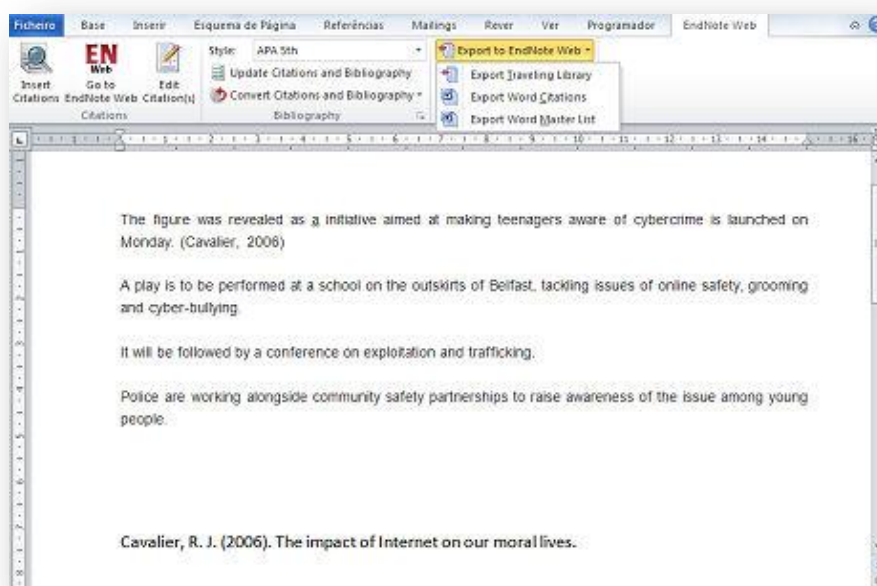 Ficheiro Base Inserir Esquema de Página Referências Mailings Rever Ver Programador EndNote Web
Style: APA 5th
Export to EndNote Web
EN
Web
Insert Citations
Go to EndNote Web
Edit Citation(s)
Update Citations and Bibliography
Convert Citations and Bibliography
Citations
Bibliography
Export Traveling Library
Export Word Citations
Export Word Master List
The figure was revealed as a initiative aimed at making teenagers aware of cybercrime is launched on
Monday. (Cavalier, 2006)
A play is to be performed at a school on the outskirts of Belfast, tackling issues of online safety, grooming
and cyber-bullying.
It will be followed by a conference on exploitation and trafficking.
Police are working alongside community safety partnerships to raise awareness of the issue among young
people.
Cavalier, R. J. (2006). The impact of Internet on our moral lives.